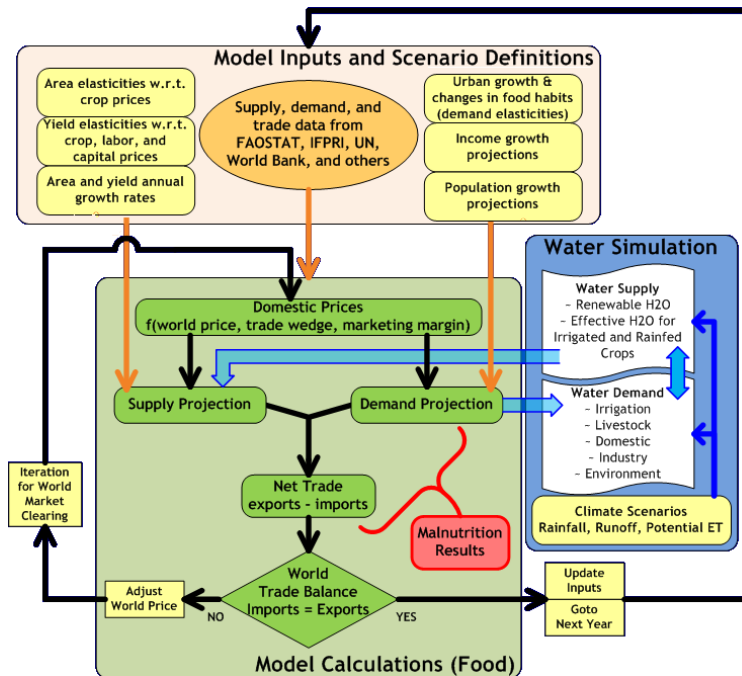 Model Inputs and Scenario Definitions
Area elasticities w.r.t.
crop prices
Yield elasticities w.r.t.
crop, labor, and
capital prices
Area and yield annual
growth rates
Supply, demand, and
trade data from
FAOSTAT, IFPRI, UN,
World Bank, and others
Urban growth &
changes in food habits
(demand elasticities)
Income growth
projections
Population growth
projections
Water Simulation
Water Supply
~ Renewable H2O
~ Effective H2O for
Irrigated and Rainfed
Crops
Water Demand
~ Irrigation
~ Livestock
~ Domestic
~ Industry
~ Environment
Climate Scenarios
Rainfall, Runoff, Potential ET
Domestic Prices
f(world price, trade wedge, marketing margin)
Supply Projection
Demand Projection
Net Trade
exports - imports
Malnutrition
Results
Iteration
for World
Market
Clearing
World
Trade Balance
Imports = Exports
Adjust
World Price
NO
YES
Update
Inputs
Goto
Next Year
Model Calculations (Food)